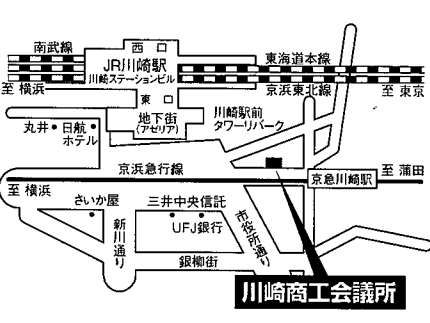 南武線
西口
JR川崎駅
川崎ステーションビル
東海道本線
至 横浜
京浜東北線
至 東京
東口
丸井
日航
ホテル
地下街
(アゼリア)
川崎駅前
タワーリパーク
京浜急行線
至 蒲田
至 横浜
京急川崎駅
さいか屋
新川通り
三井中央信託
UFJ銀行
市役所通り
銀柳街
川崎商工会議所